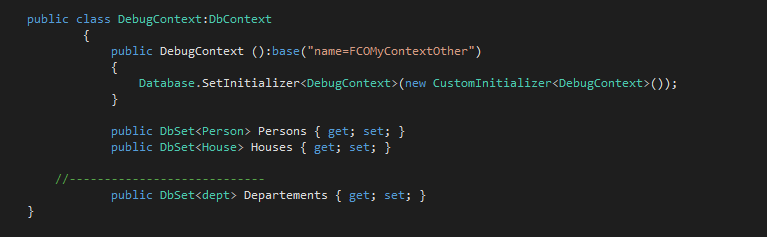 public class DebugContext:DbContext
{
public DebugContext ():base("name=FCOMyContextOther")
{
Database.SetInitializer<DebugContext>(new CustomInitializer<DebugContext>());
}
public DbSet<Person> Persons { get; set; }
public DbSet<House> Houses { get; set; }
//----------------------------
public DbSet<dept> Departements { get; set; }
}